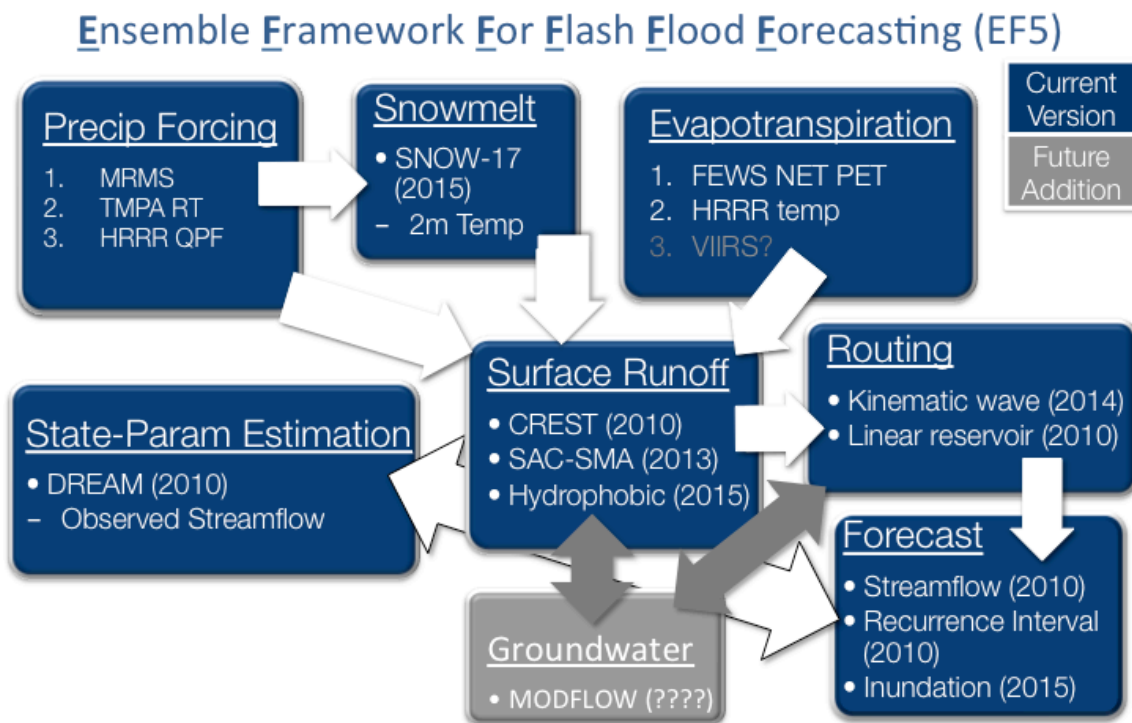 Ensemble Framework For Flash Flood Forecasting (EF5)
Current
Version
Future
Addition
Precip Forcing
1. MRMS
2. TMPA RT
3. HRRR QPF
Snowmelt
• SNOW-17
(2015)
– 2m Temp
Evapotranspiration
1. FEWS NET PET
2. HRRR temp
3. VIIRS?
State-Param Estimation
• DREAM (2010)
– Observed Streamflow
Surface Runoff
• CREST (2010)
• SAC-SMA (2013)
• Hydrophobic (2015)
Routing
• Kinematic wave (2014)
• Linear reservoir (2010)
Forecast
• Streamflow (2010)
• Recurrence Interval
(2010)
• Inundation (2015)
Groundwater
• MODFLOW (????)